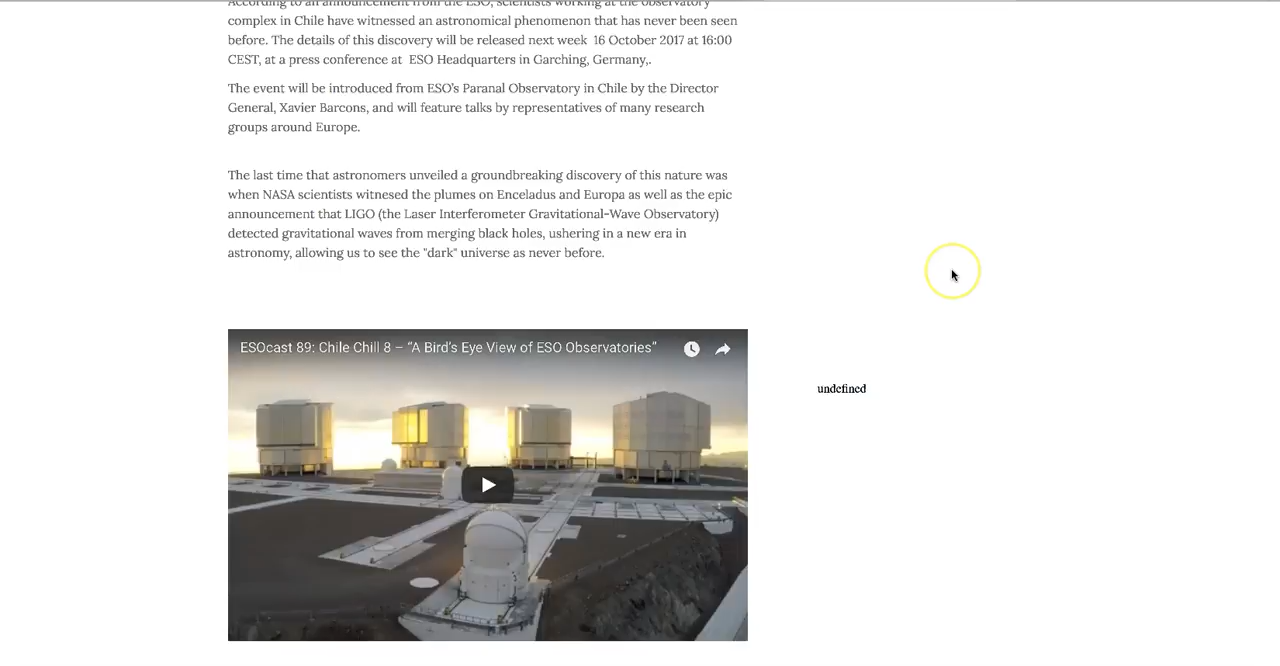 According to an announcement from the ESO, scientists working at the observatory
complex in Chile have witnessed an astronomical phenomenon that has never been seen
before. The details of this discovery will be released next week  16 October 2017 at 16:00
CEST, at a press conference at  ESO Headquarters in Garching, Germany,.
The event will be introduced from ESO’s Paranal Observatory in Chile by the Director
General, Xavier Barcons, and will feature talks by representatives of many research
groups around Europe.
The last time that astronomers unveiled a groundbreaking discovery of this nature was
when NASA scientists witnesed the plumes on Enceladus and Europa as well as the epic
announcement that LIGO (the Laser Interferometer Gravitational-Wave Observatory)
detected gravitational waves from merging black holes, ushering in a new era in
astronomy, allowing us to see the "dark" universe as never before.
ESOcast 89: Chile Chill 8 – “A Bird’s Eye View of ESO Observatories”
undefined